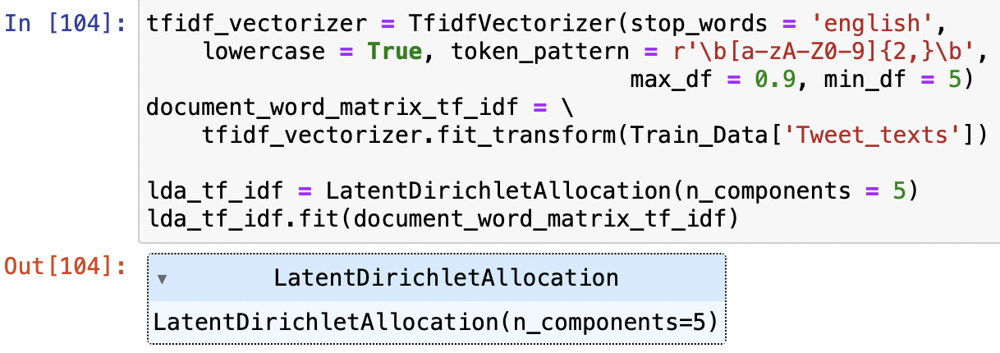 In [104]: tfidf_vectorizer = TfidfVectorizer(stop_words = 'english',
lowercase = True, token_pattern = r'\b[a-zA-Z0-9]{2,}\b',
max_df = 0.9, min_df = 5)
document_word_matrix_tf_idf = \
tfidf_vectorizer.fit_transform(Train_Data['Tweet_texts'])
lda_tf_idf = LatentDirichletAllocation(n_components = 5)
lda_tf_idf.fit(document_word_matrix_tf_idf)
Out[104]: ▾ LatentDirichletAllocation
LatentDirichletAllocation(n_components=5)